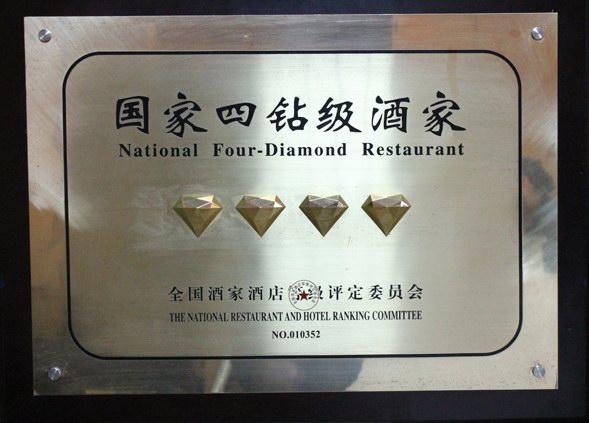 国家四钻级酒家
National Four-Diamond Restaurant
全国酒家酒店等级评定委员会
THE NATIONAL RESTAURANT AND HOTEL RANKING COMMITTEE
NO.010352